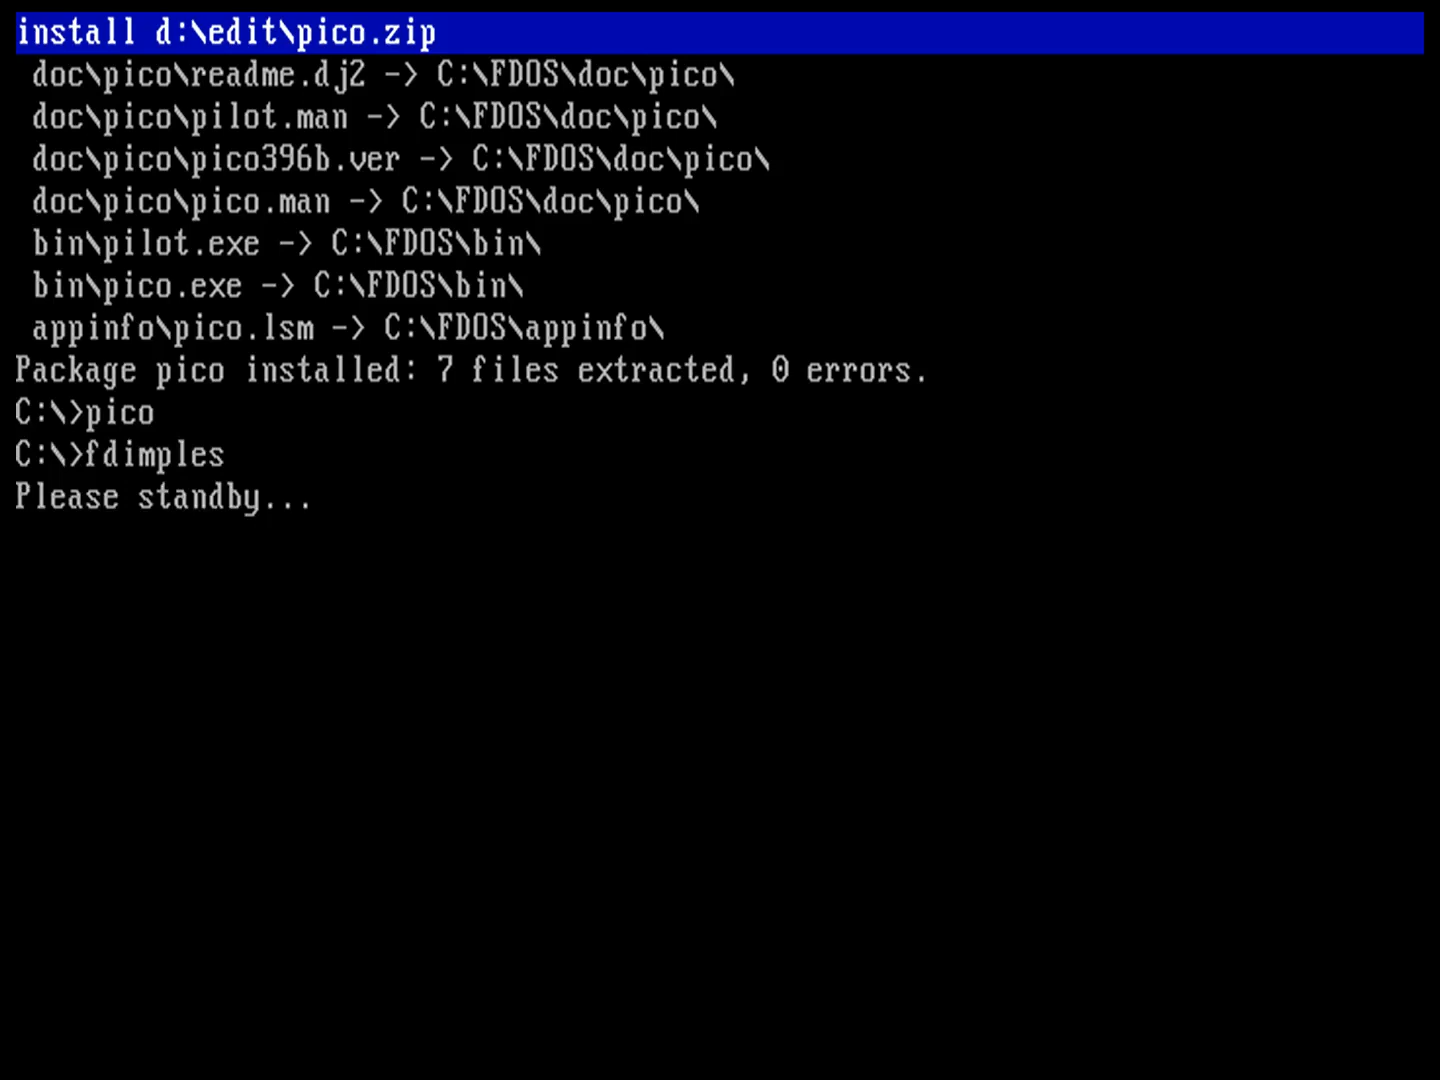 install d:\edit\pico.zip
doc\pico\readme.dj2 -> C:\FDOS\doc\pico\
doc\pico\pilot.man -> C:\FDOS\doc\pico\
doc\pico\pico396b.ver -> C:\FDOS\doc\pico\
doc\pico\pico.man -> C:\FDOS\doc\pico\
bin\pilot.exe -> C:\FDOS\bin\
bin\pico.exe -> C:\FDOS\bin\
appinfo\pico.lsm -> C:\FDOS\appinfo\
Package pico installed: 7 files extracted, 0 errors.
C:\>pico
C:\>fdimples
Please standby...